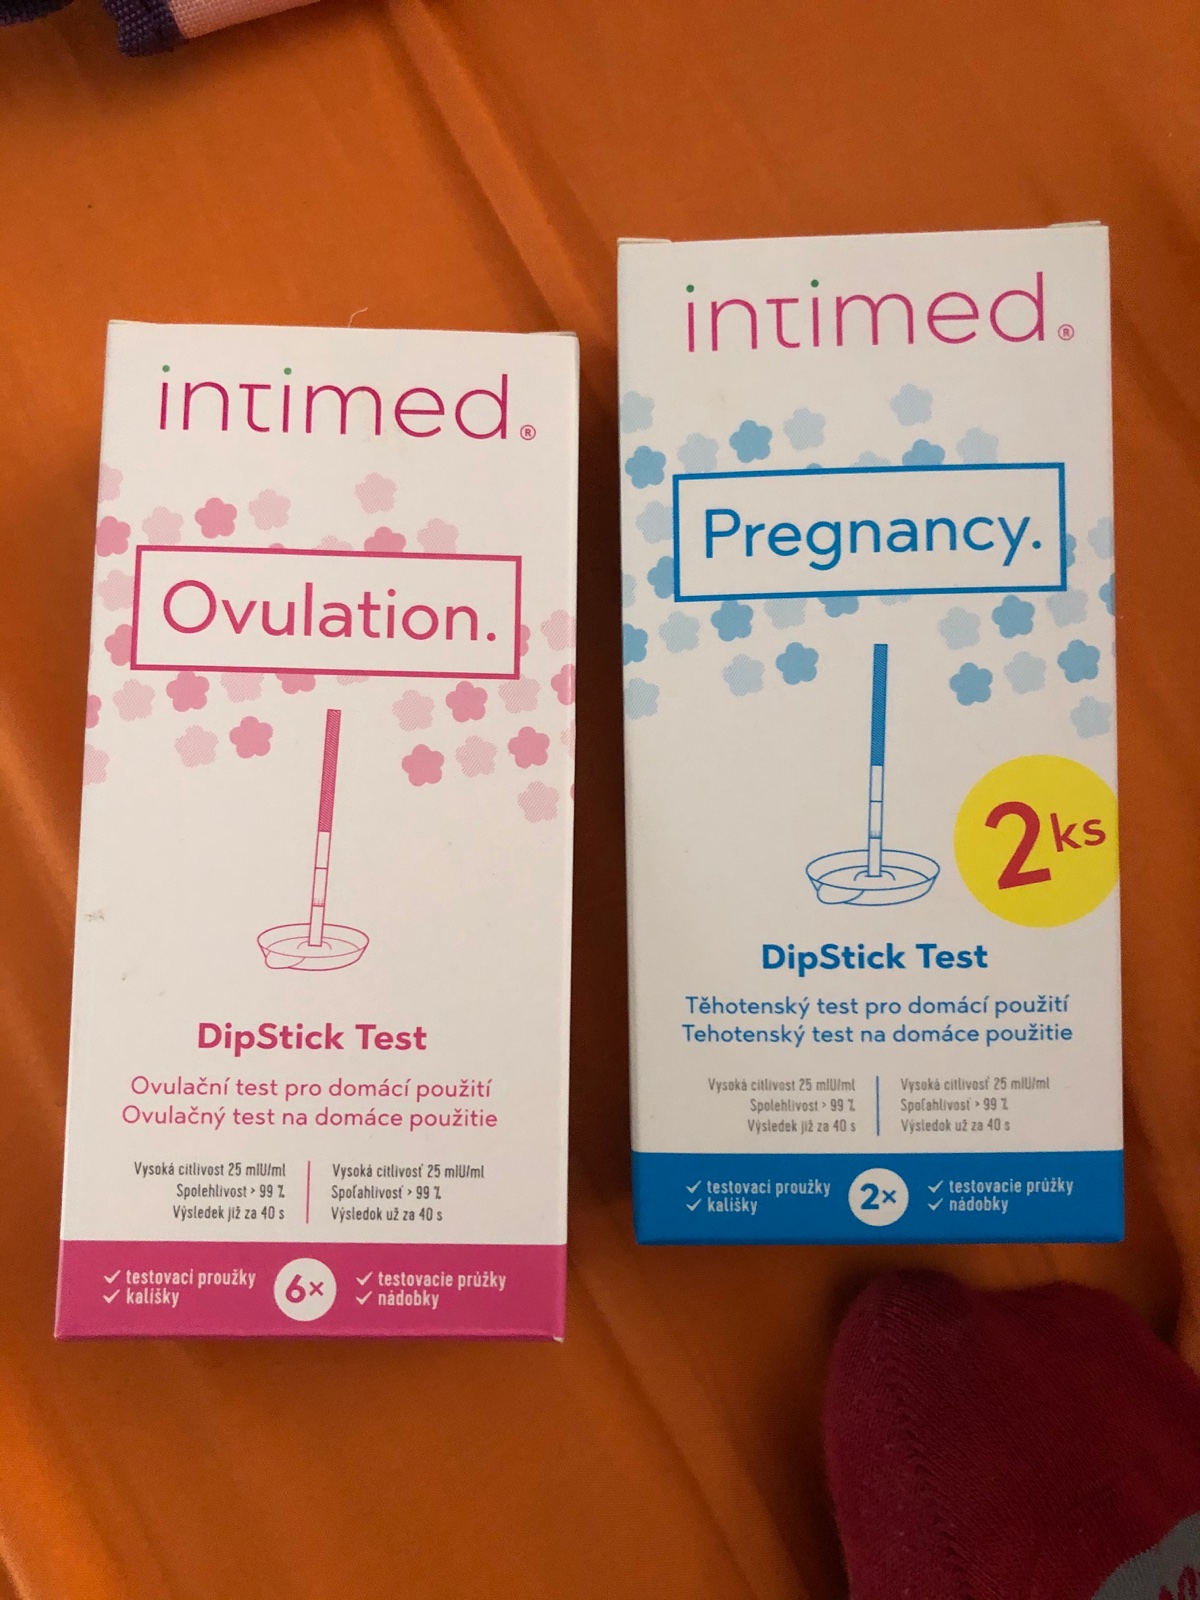 intimed®
Ovulation.
DipStick Test
Ovulační test pro domácí použití
Ovulačný test na domáce použitie
Vysoká citlivost 25 mIU/ml
Spolehlivost > 99 %
Výsledek již za 40 s
Vysoká citlivosť 25 mIU/ml
Spoľahlivosť > 99 %
Výsledok už za 40 s
✓ testovací proužky
✓ kalíšky
6×
✓ testovacie prúžky
✓ nádobky
intimed®
Pregnancy.
2 ks
DipStick Test
Těhotenský test pro domácí použití
Tehotenský test na domáce použitie
Vysoká citlivost 25 mIU/ml
Spolehlivost > 99 %
Výsledek již za 40 s
Vysoká citlivosť 25 mIU/ml
Spoľahlivosť > 99 %
Výsledok už za 40 s
✓ testovací proužky
✓ kalíšky
2×
✓ testovacie prúžky
✓ nádobky